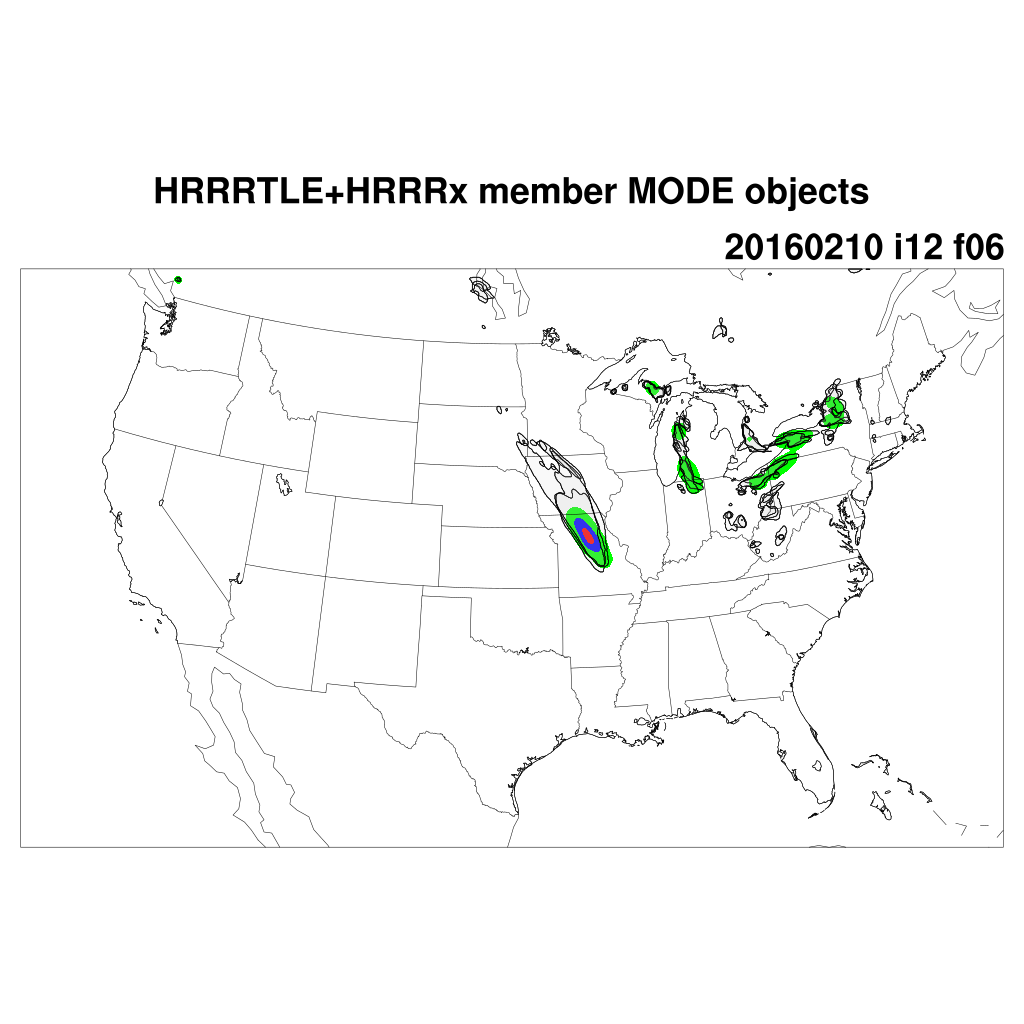 HRRRTLE+HRRRx member MODE objects
20160210 i12 f06